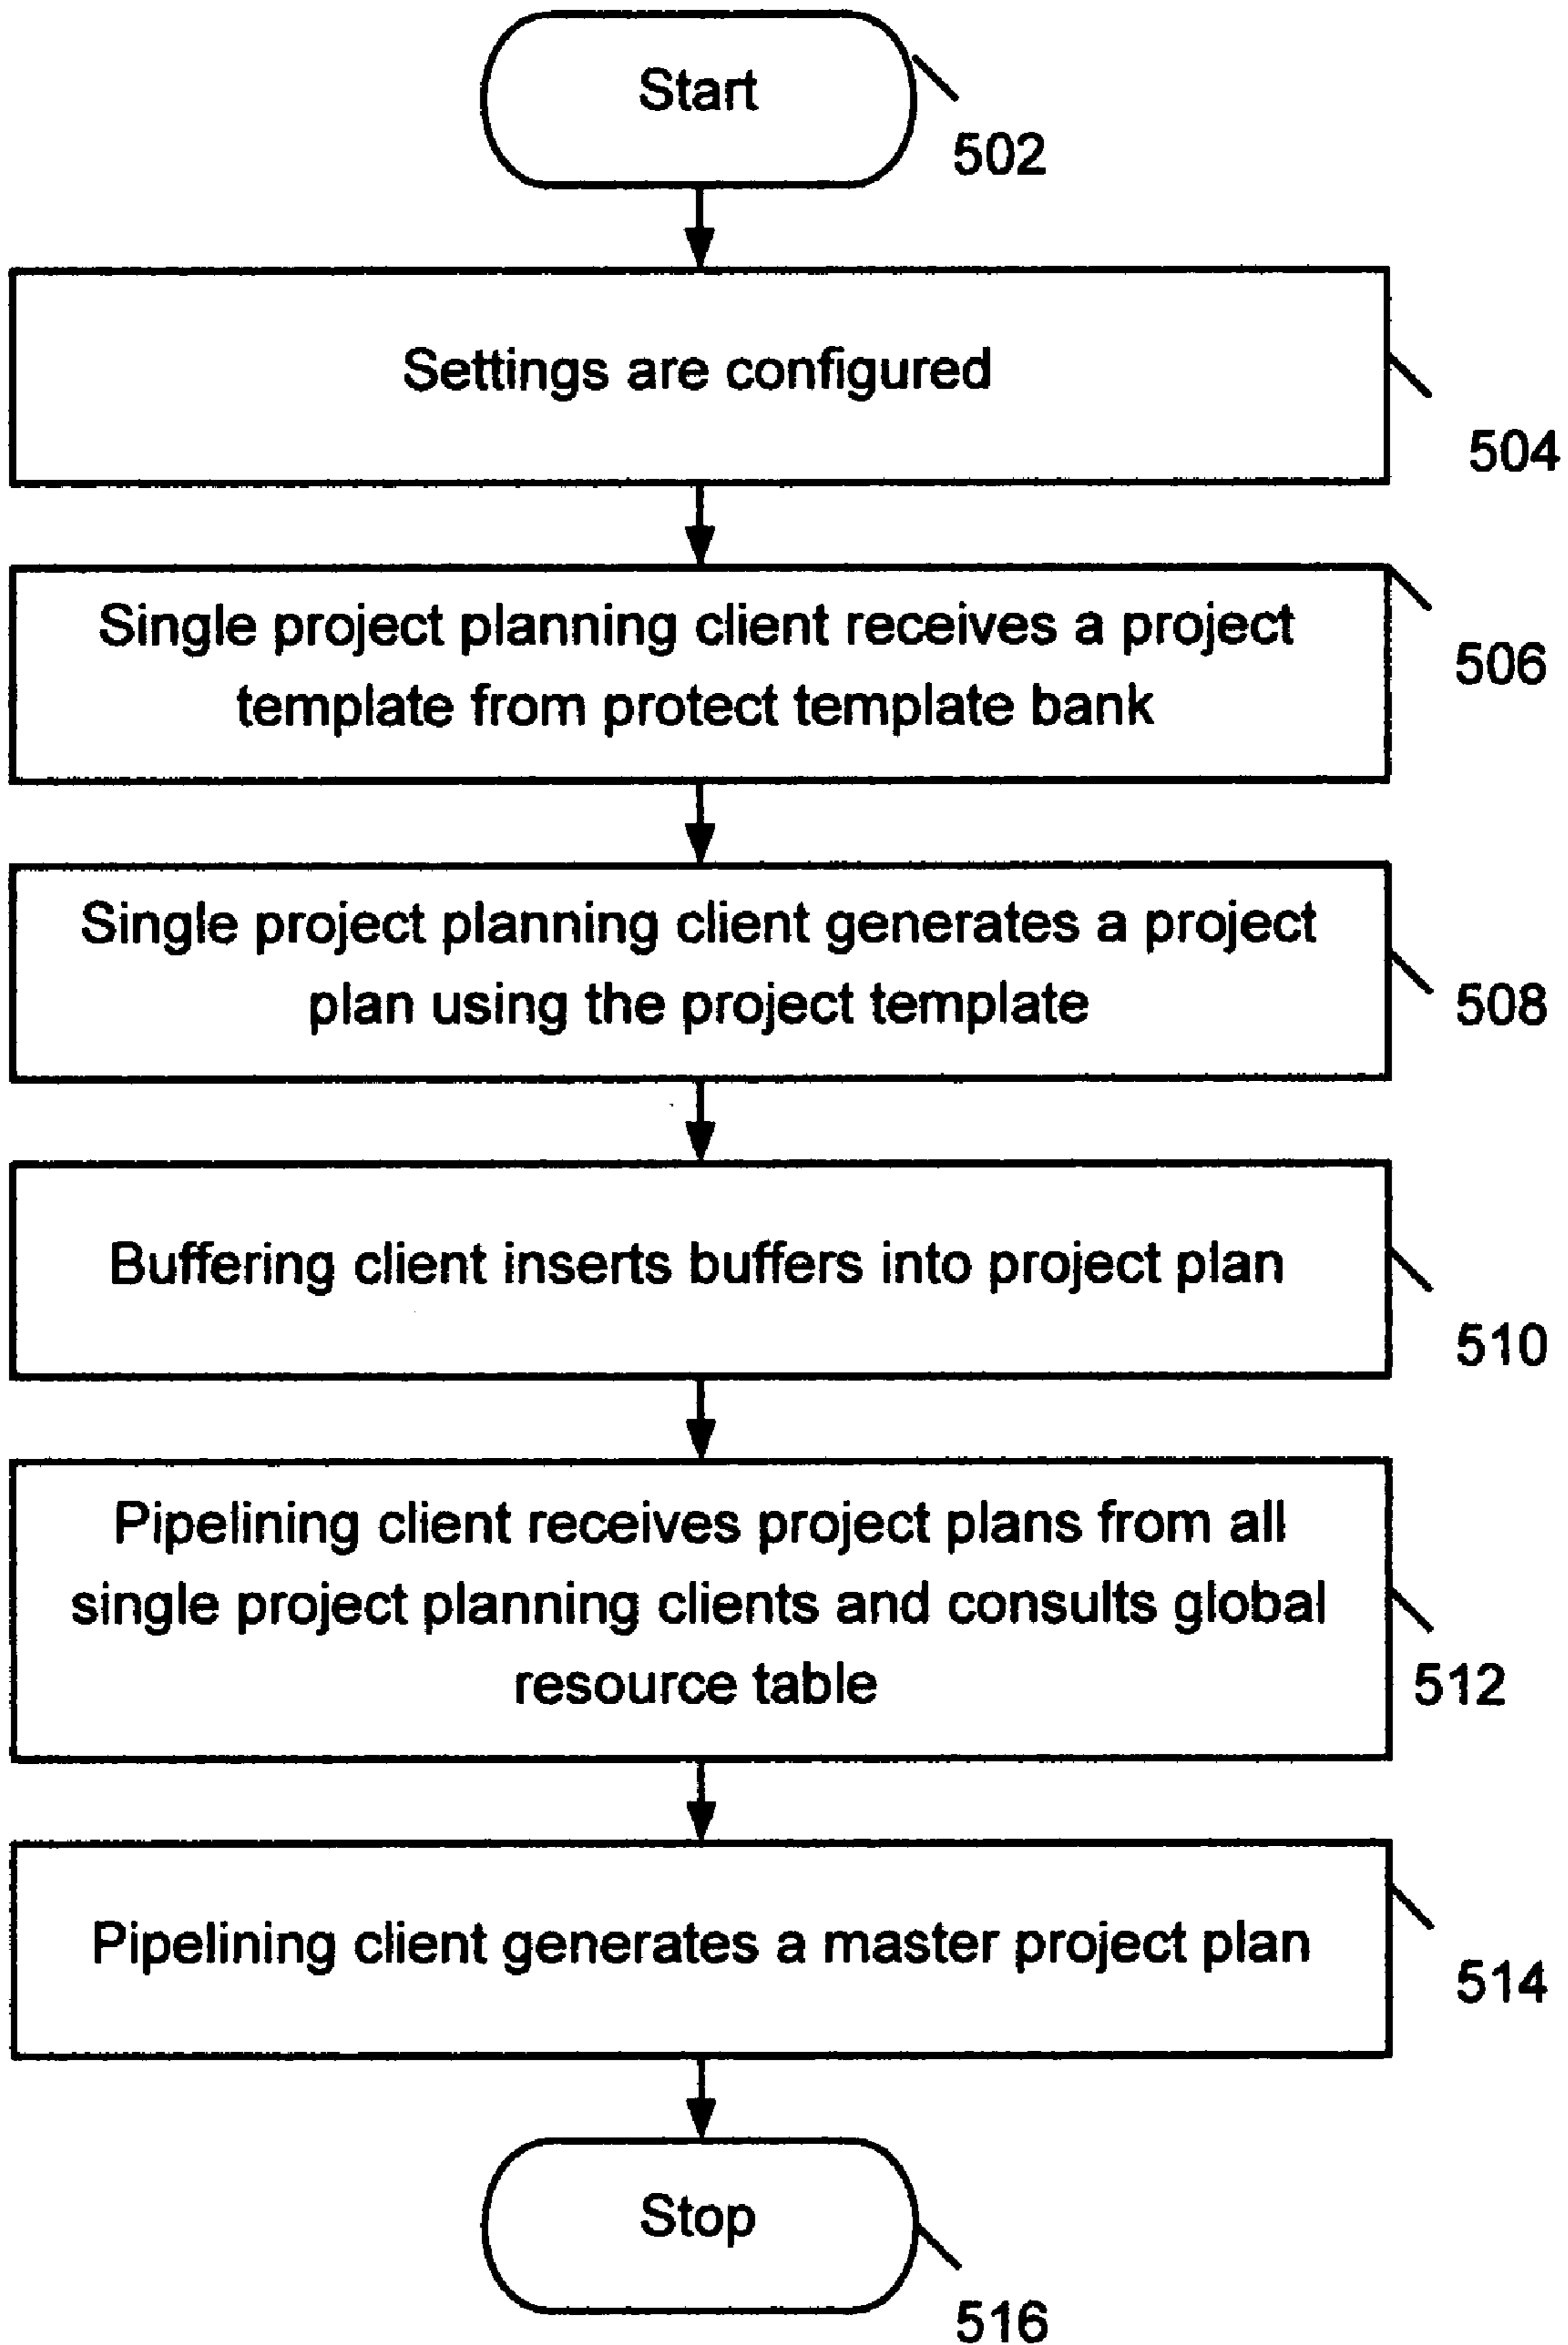 Start
502
Settings are configured
504
Single project planning client receives a project
template from protect template bank
506
Single project planning client generates a project
plan using the project template
508
Buffering client inserts buffers into project plan
510
Pipelining client receives project plans from all
single project planning clients and consults global
resource table
512
Pipelining client generates a master project plan
514
Stop
516